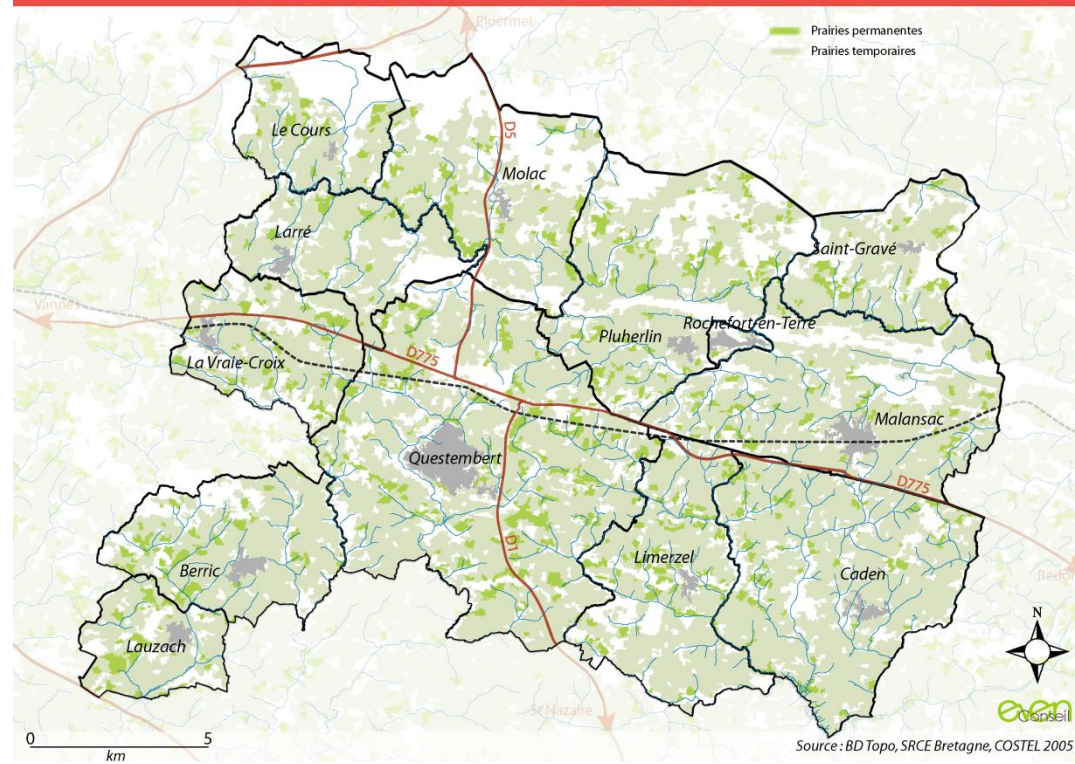 Ploermel
Prairies permanentes
Prairies temporaires
Le Cours
D5
Molac
Larré
Saint-Gravé
Vannes
Rochefort-en-Terre
Pluherlin
La Vraie-Croix
D775
Malansac
Questembert
D775
D1
Limerzel
Berric
Caden
Redon
Lauzach
N
St Nazaire
even
Conseil
0 5
km
Source : BD Topo, SRCE Bretagne, COSTEL 2005